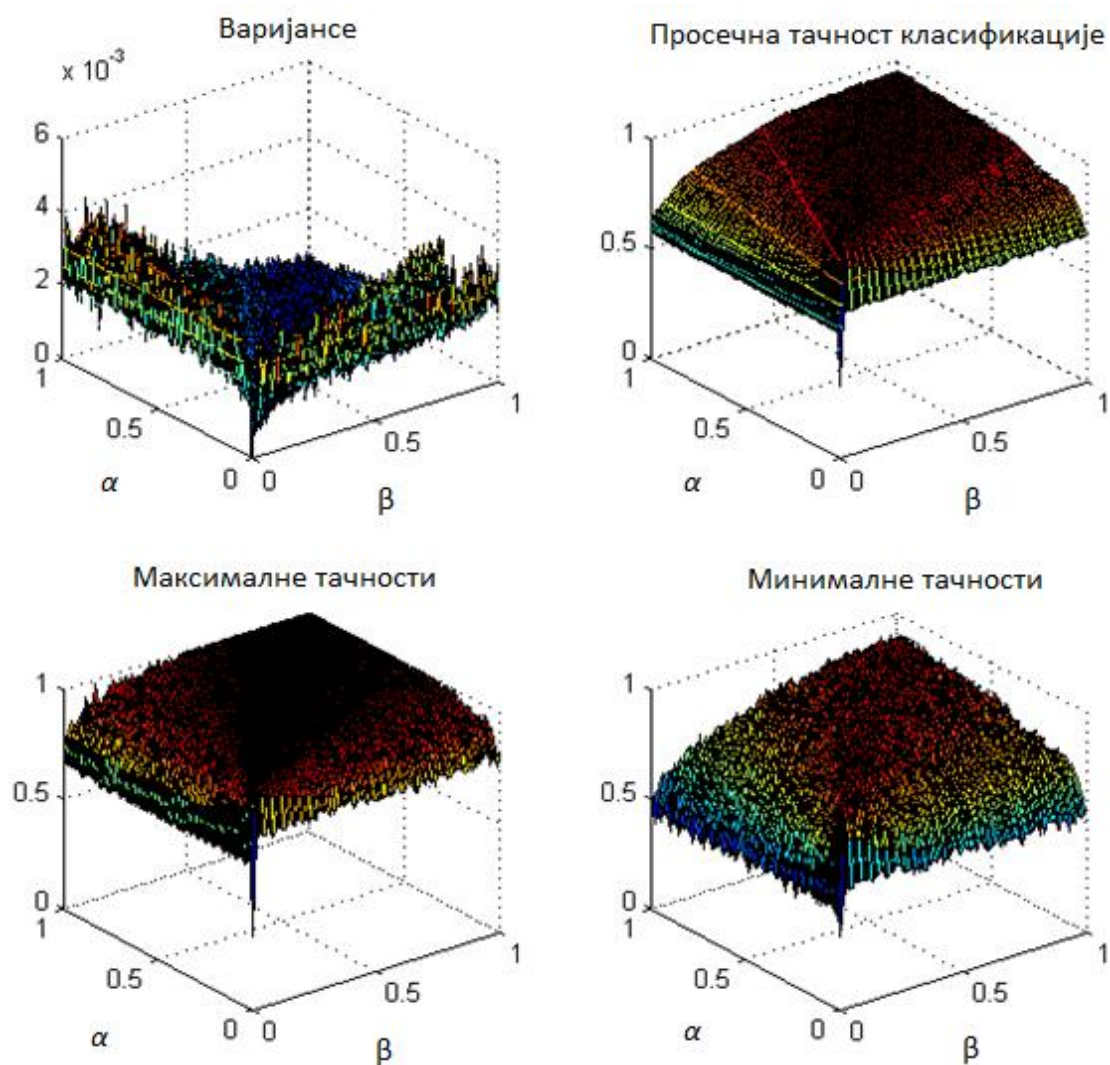 Варијансе
x 10-3
6
4
2
0
1
0.5
0
α
0
0.5
1
β
Просечна тачност класификације
1
0.5
0
1
0.5
0
α
0
0.5
1
β
Максималне тачности
1
0.5
0
1
0.5
0
α
0
0.5
1
β
Минималне тачности
1
0.5
0
1
0.5
0
α
0
0.5
1
β